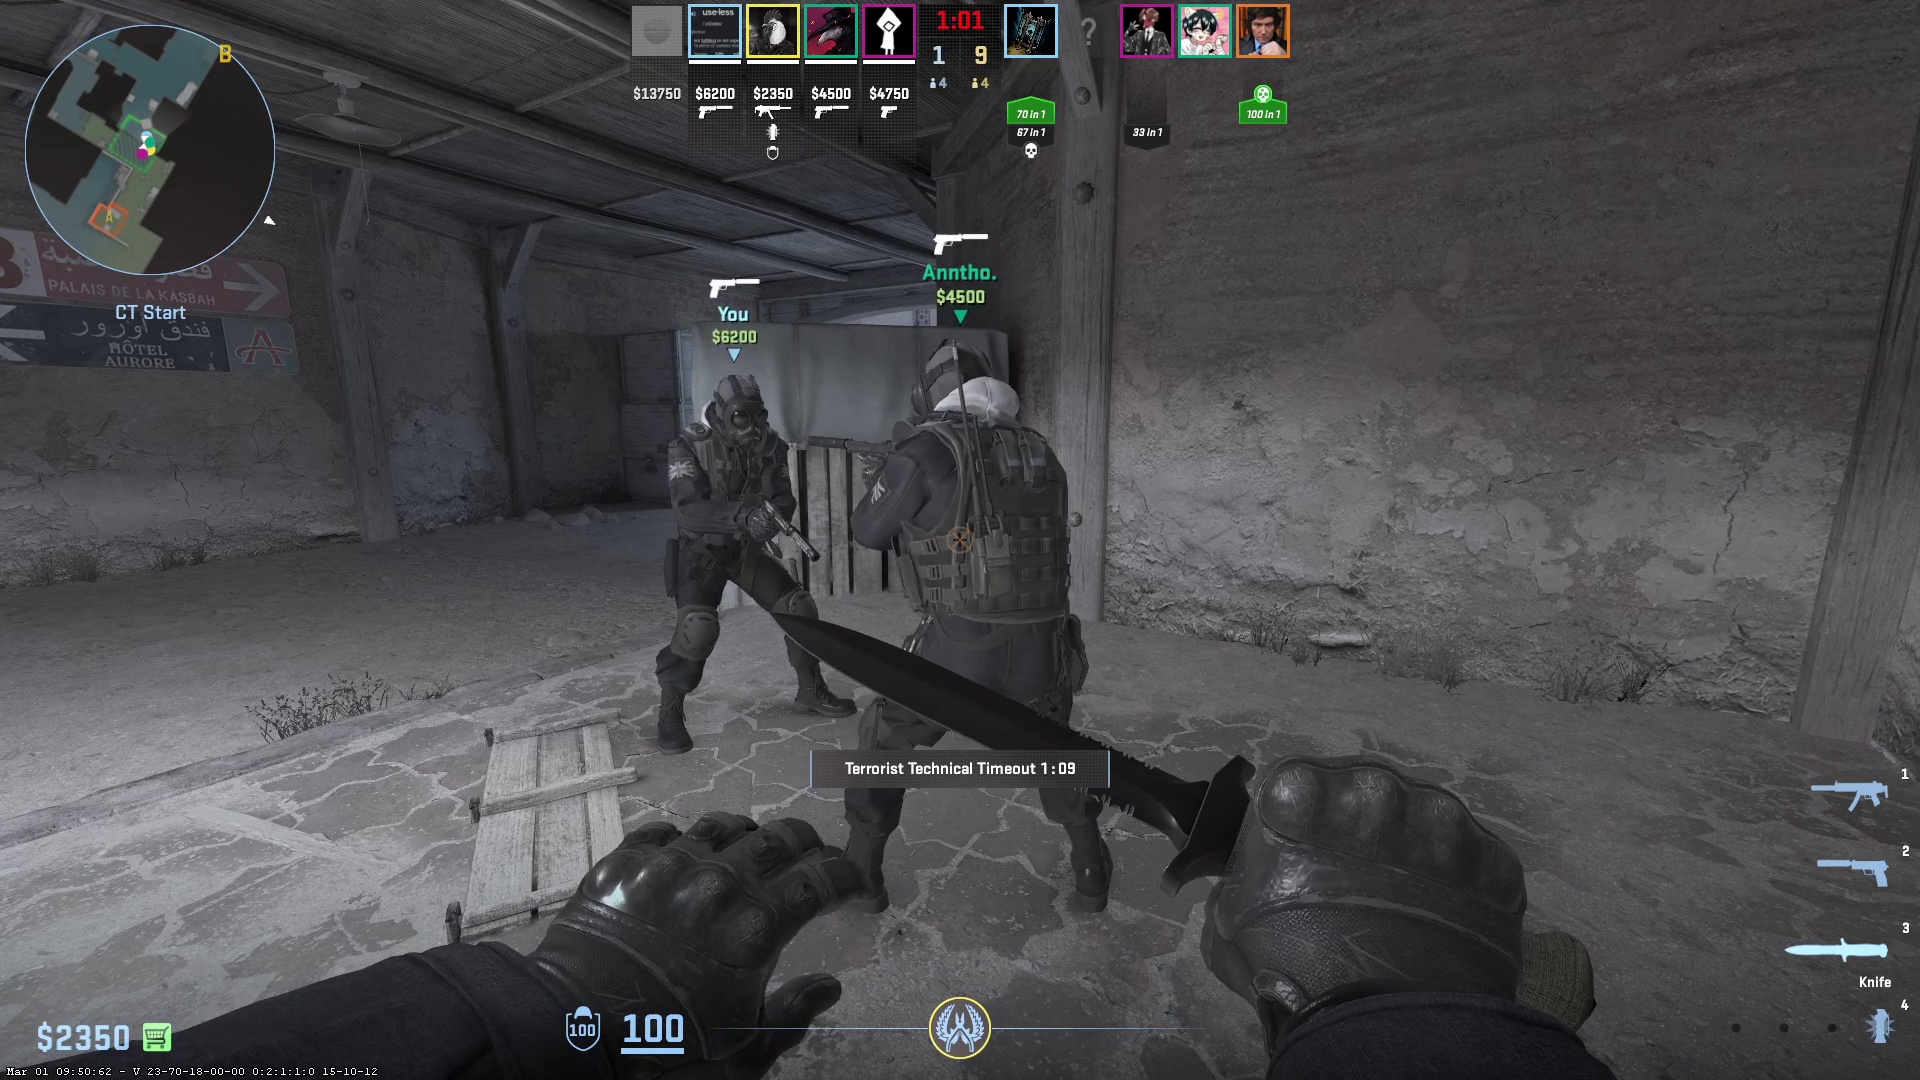 useless
1:01
1 9
4 4
$13750 $6200 $2350 $4500 $4750
70 in 1
67 in 1
33 in 1
100 in 1
B
A
CT Start
PALAIS DE LA KASBAH
فندق أورور
HÔTEL
AURORE
A
You
$6200
Anntho.
$4500
Terrorist Technical Timeout 1:09
1
2
3
Knife
4
$2350
100
100
Mar 01 09:50:62 - V 23-70-18-00-00 0:2:1:1:0 15-10-12